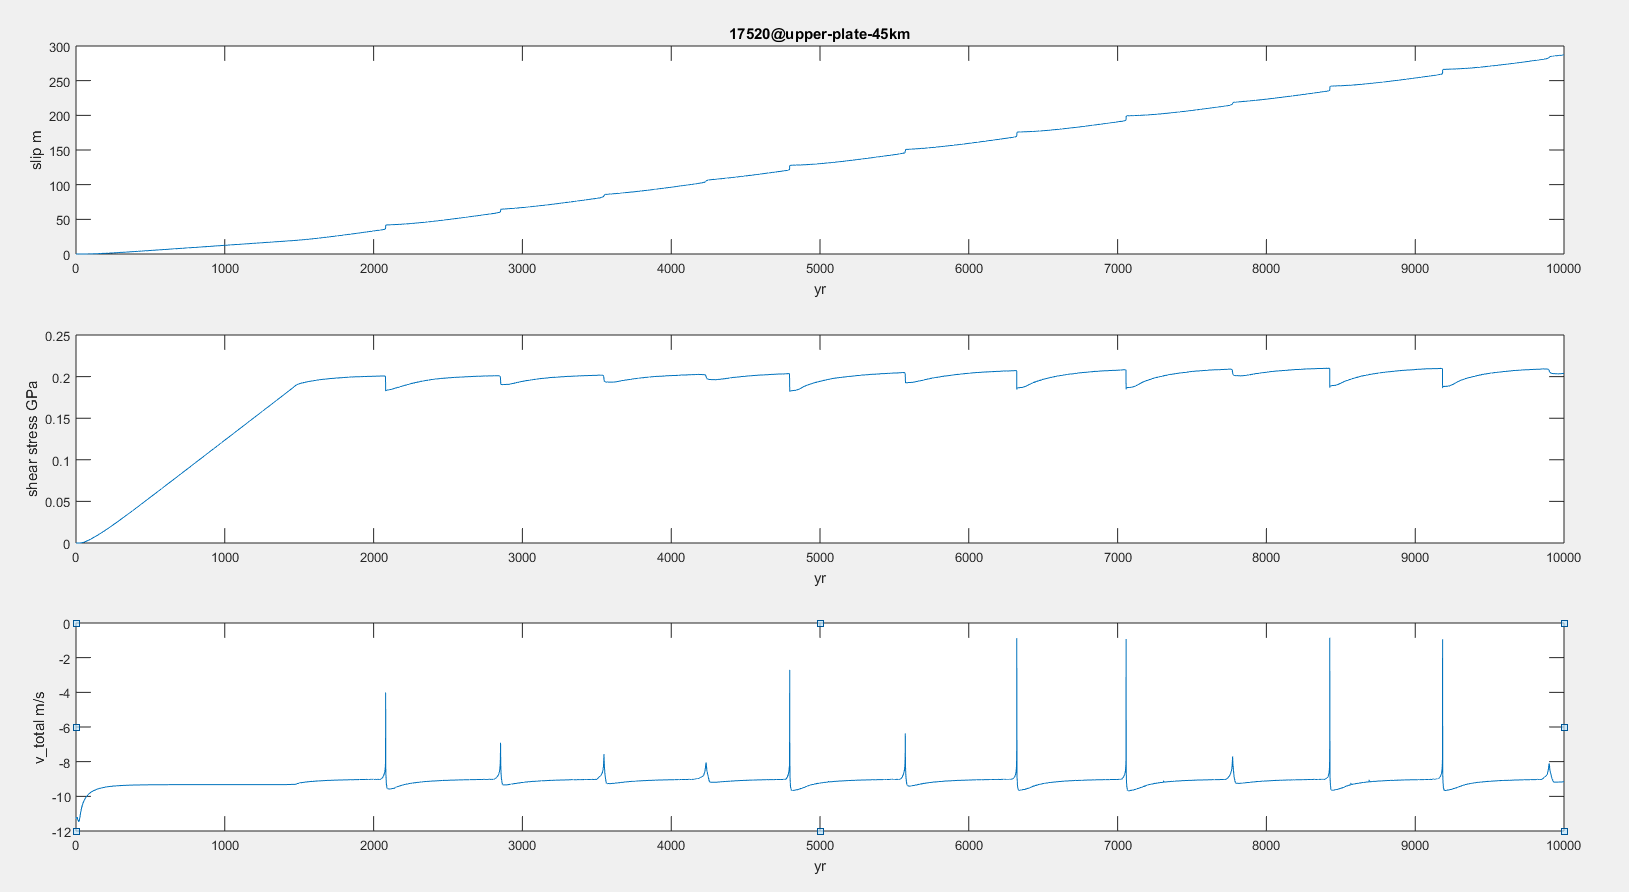 17520@upper-plate-45km
300
250
200
150
100
50
0
slip m
0 1000 2000 3000 4000 5000 6000 7000 8000 9000 10000
yr
0.25
0.2
0.15
0.1
0.05
0
shear stress GPa
0 1000 2000 3000 4000 5000 6000 7000 8000 9000 10000
yr
0
-2
-4
-6
-8
-10
-12
v_total m/s
0 1000 2000 3000 4000 5000 6000 7000 8000 9000 10000
yr